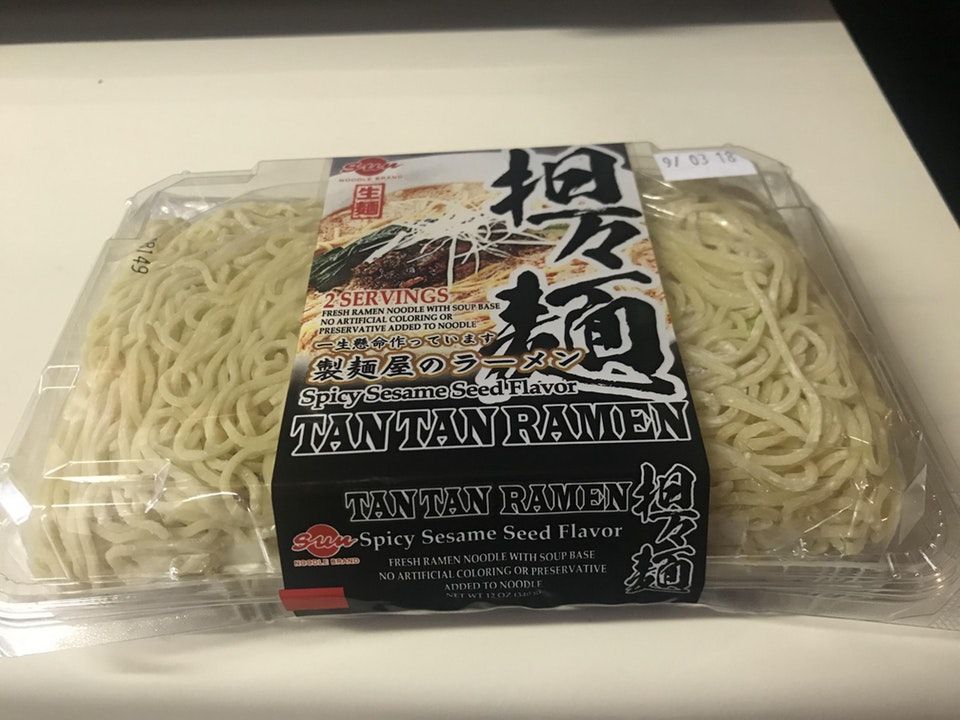 9/ 03 18
Sun
NOODLE BRAND
生麺
担々麺
2 SERVINGS
FRESH RAMEN NOODLE WITH SOUP BASE
NO ARTIFICIAL COLORING OR
PRESERVATIVE ADDED TO NOODLE
一生懸命作っています
製麺屋のラーメン
Spicy Sesame Seed Flavor
TAN TAN RAMEN
TAN TAN RAMEN
担々麺
Sun
NOODLE BRAND
Spicy Sesame Seed Flavor
FRESH RAMEN NOODLE WITH SOUP BASE
NO ARTIFICIAL COLORING OR PRESERVATIVE
ADDED TO NOODLE
NET WT 12 OZ